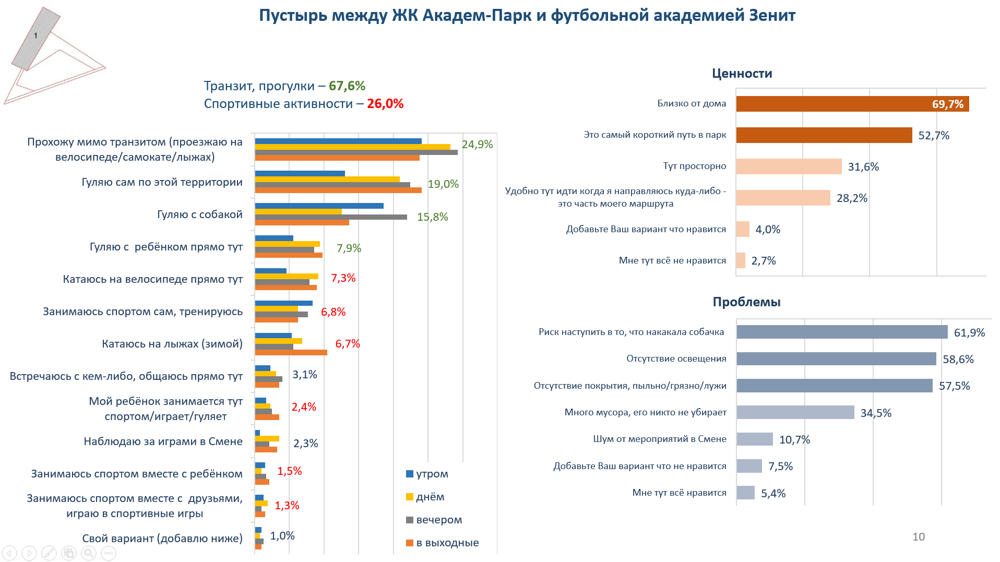 Пустырь между ЖК Академ-Парк и футбольной академией Зенит
1
Транзит, прогулки – 67,6%
Спортивные активности – 26,0%
Прохожу мимо транзитом (проезжаю на
велосипеде/самокате/лыжах)
24,9%
Гуляю сам по этой территории
19,0%
Гуляю с собакой
15,8%
Гуляю с  ребёнком прямо тут
7,9%
Катаюсь на велосипеде прямо тут
7,3%
Занимаюсь спортом сам, тренируюсь
6,8%
Катаюсь на лыжах (зимой)
6,7%
Встречаюсь с кем-либо, общаюсь прямо тут
3,1%
Мой ребёнок занимается тут
спортом/играет/гуляет
2,4%
Наблюдаю за играми в Смене
2,3%
Занимаюсь спортом вместе с ребёнком
1,5%
Занимаюсь спортом вместе с  друзьями,
играю в спортивные игры
1,3%
Свой вариант (добавлю ниже)
1,0%
утром
днём
вечером
в выходные
Ценности
Близко от дома
69,7%
Это самый короткий путь в парк
52,7%
Тут просторно
31,6%
Удобно тут идти когда я направляюсь куда-либо -
это часть моего маршрута
28,2%
Добавьте Ваш вариант что нравится
4,0%
Мне тут всё не нравится
2,7%
Проблемы
Риск наступить в то, что накакала собачка
61,9%
Отсутствие освещения
58,6%
Отсутствие покрытия, пыльно/грязно/лужи
57,5%
Много мусора, его никто не убирает
34,5%
Шум от мероприятий в Смене
10,7%
Добавьте Ваш вариант что не нравится
7,5%
Мне тут всё нравится
5,4%
10